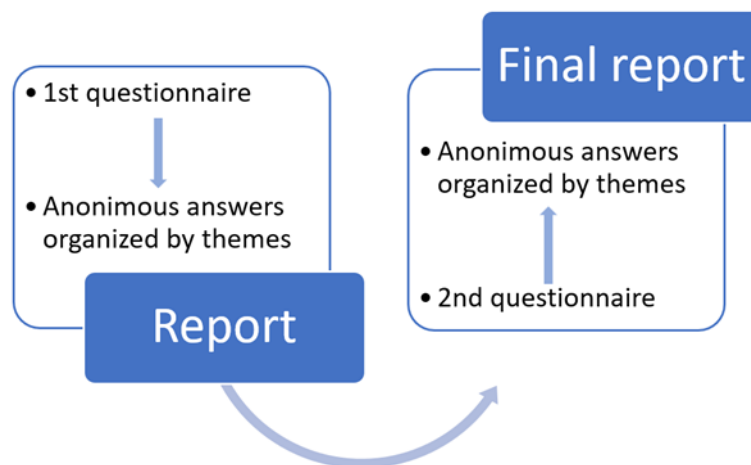 • 1st questionnaire
• Anonimous answers
organized by themes
Report
Final report
• Anonimous answers
organized by themes
• 2nd questionnaire